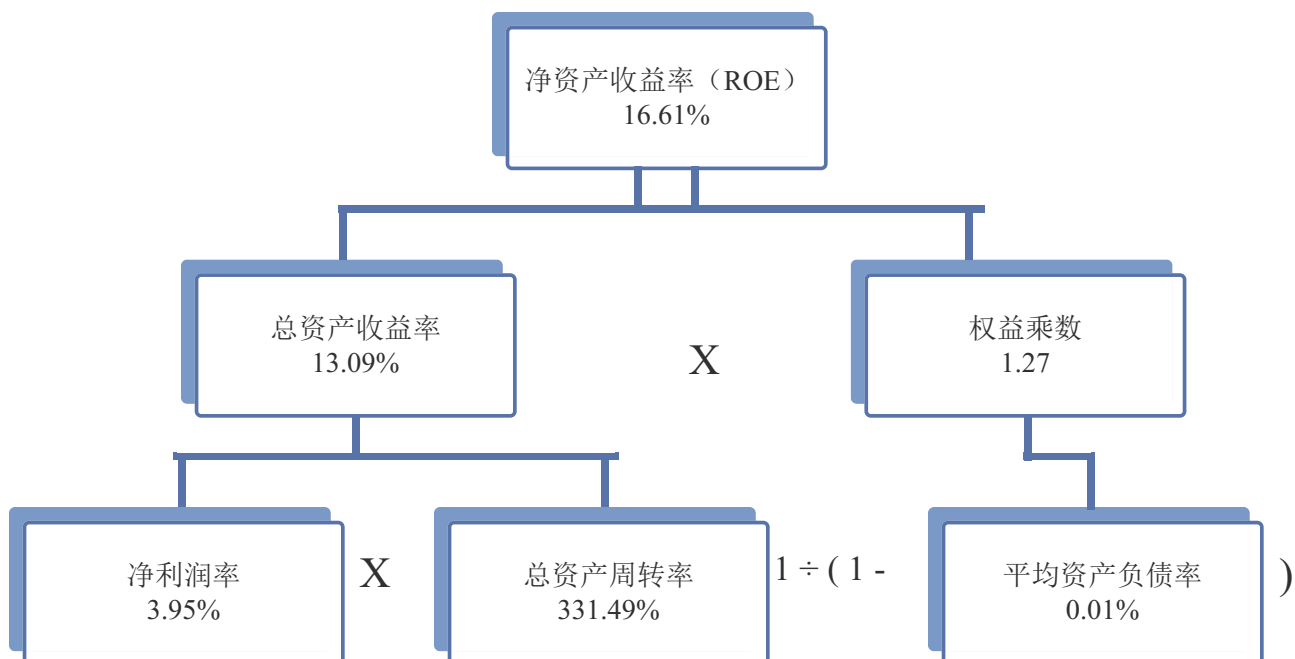 净资产收益率（ROE）
16.61%
总资产收益率
13.09%
X
权益乘数
1.27
净利润率
3.95%
X
总资产周转率
331.49%
1 ÷ ( 1 -
平均资产负债率
0.01%
)